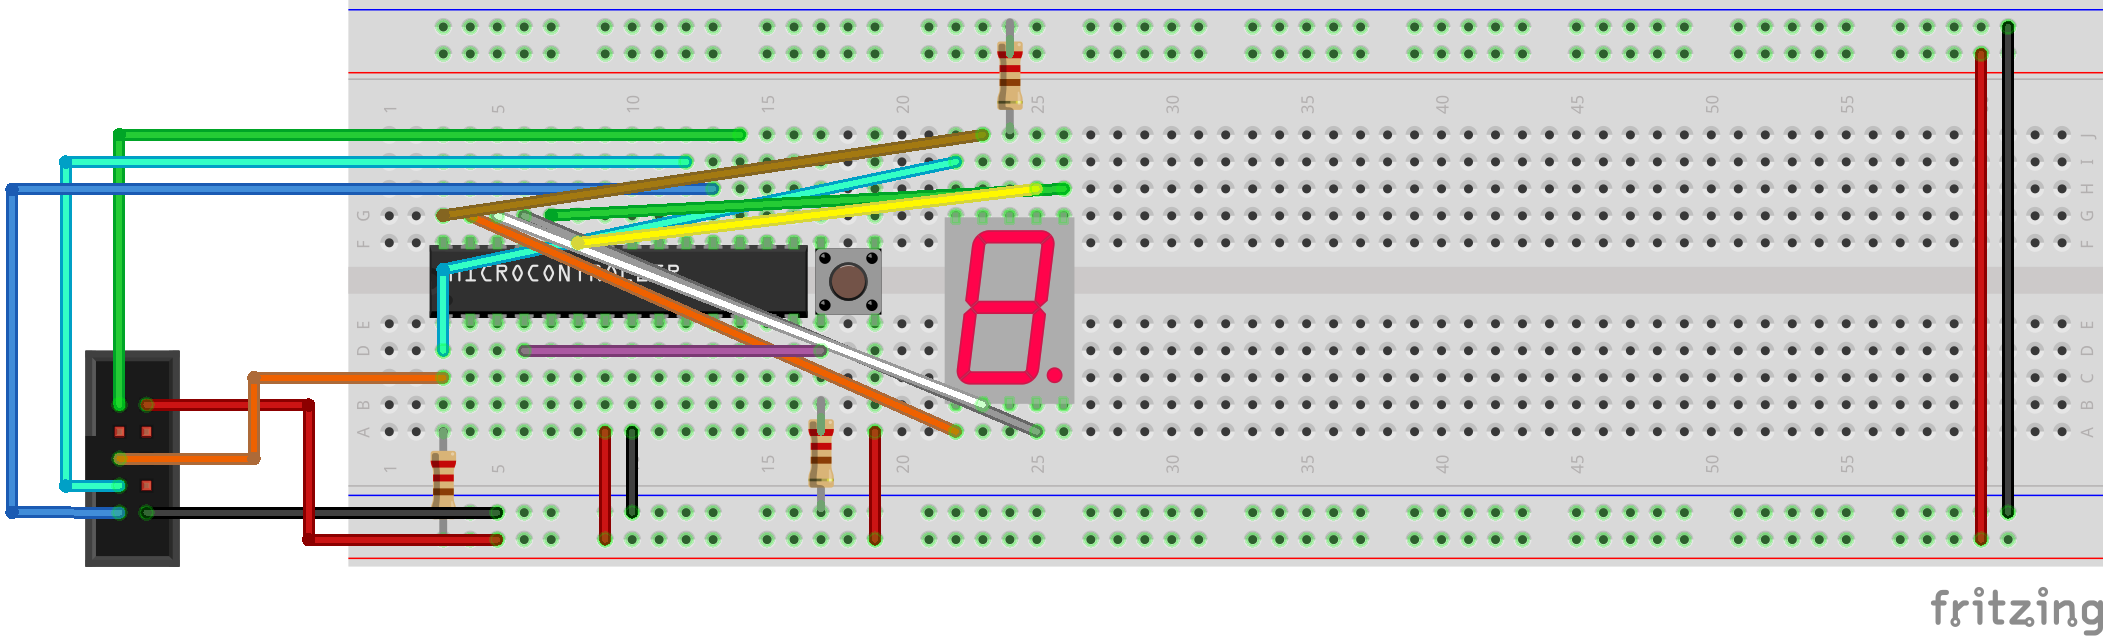 1 5 10 15 20 25 30 35 40 45 50 55
J J
I I
H H
G G
F F
MICROCONTROLLER
E E
D D
C
B B
A A
1 5 15 20 25 30 35 40 45 50 55
fritzing